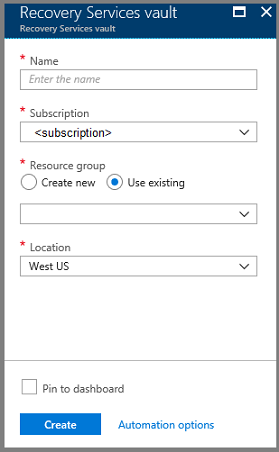 Recovery Services vault
Recovery Services vault
* Name
Enter the name
* Subscription
<subscription>
* Resource group
Create new Use existing
* Location
West US
Pin to dashboard
Create Automation options